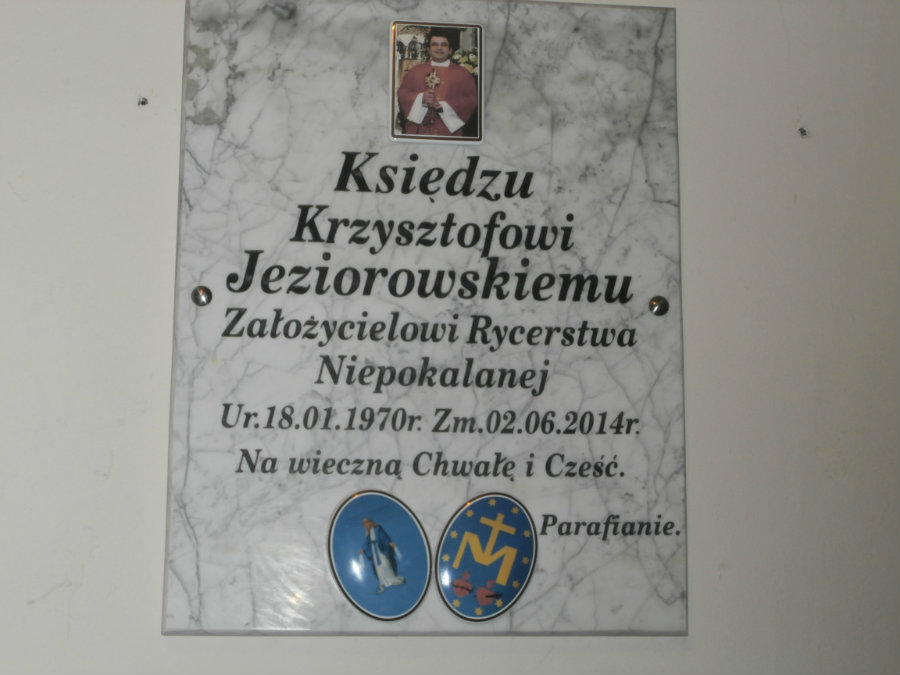 Księdzu
Krzysztofowi
Jeziorowskiemu
Założycielowi Rycerstwa
Niepokalanej
Ur.18.01.1970r. Zm.02.06.2014r.
Na wieczną Chwałę i Cześć.
Parafianie.